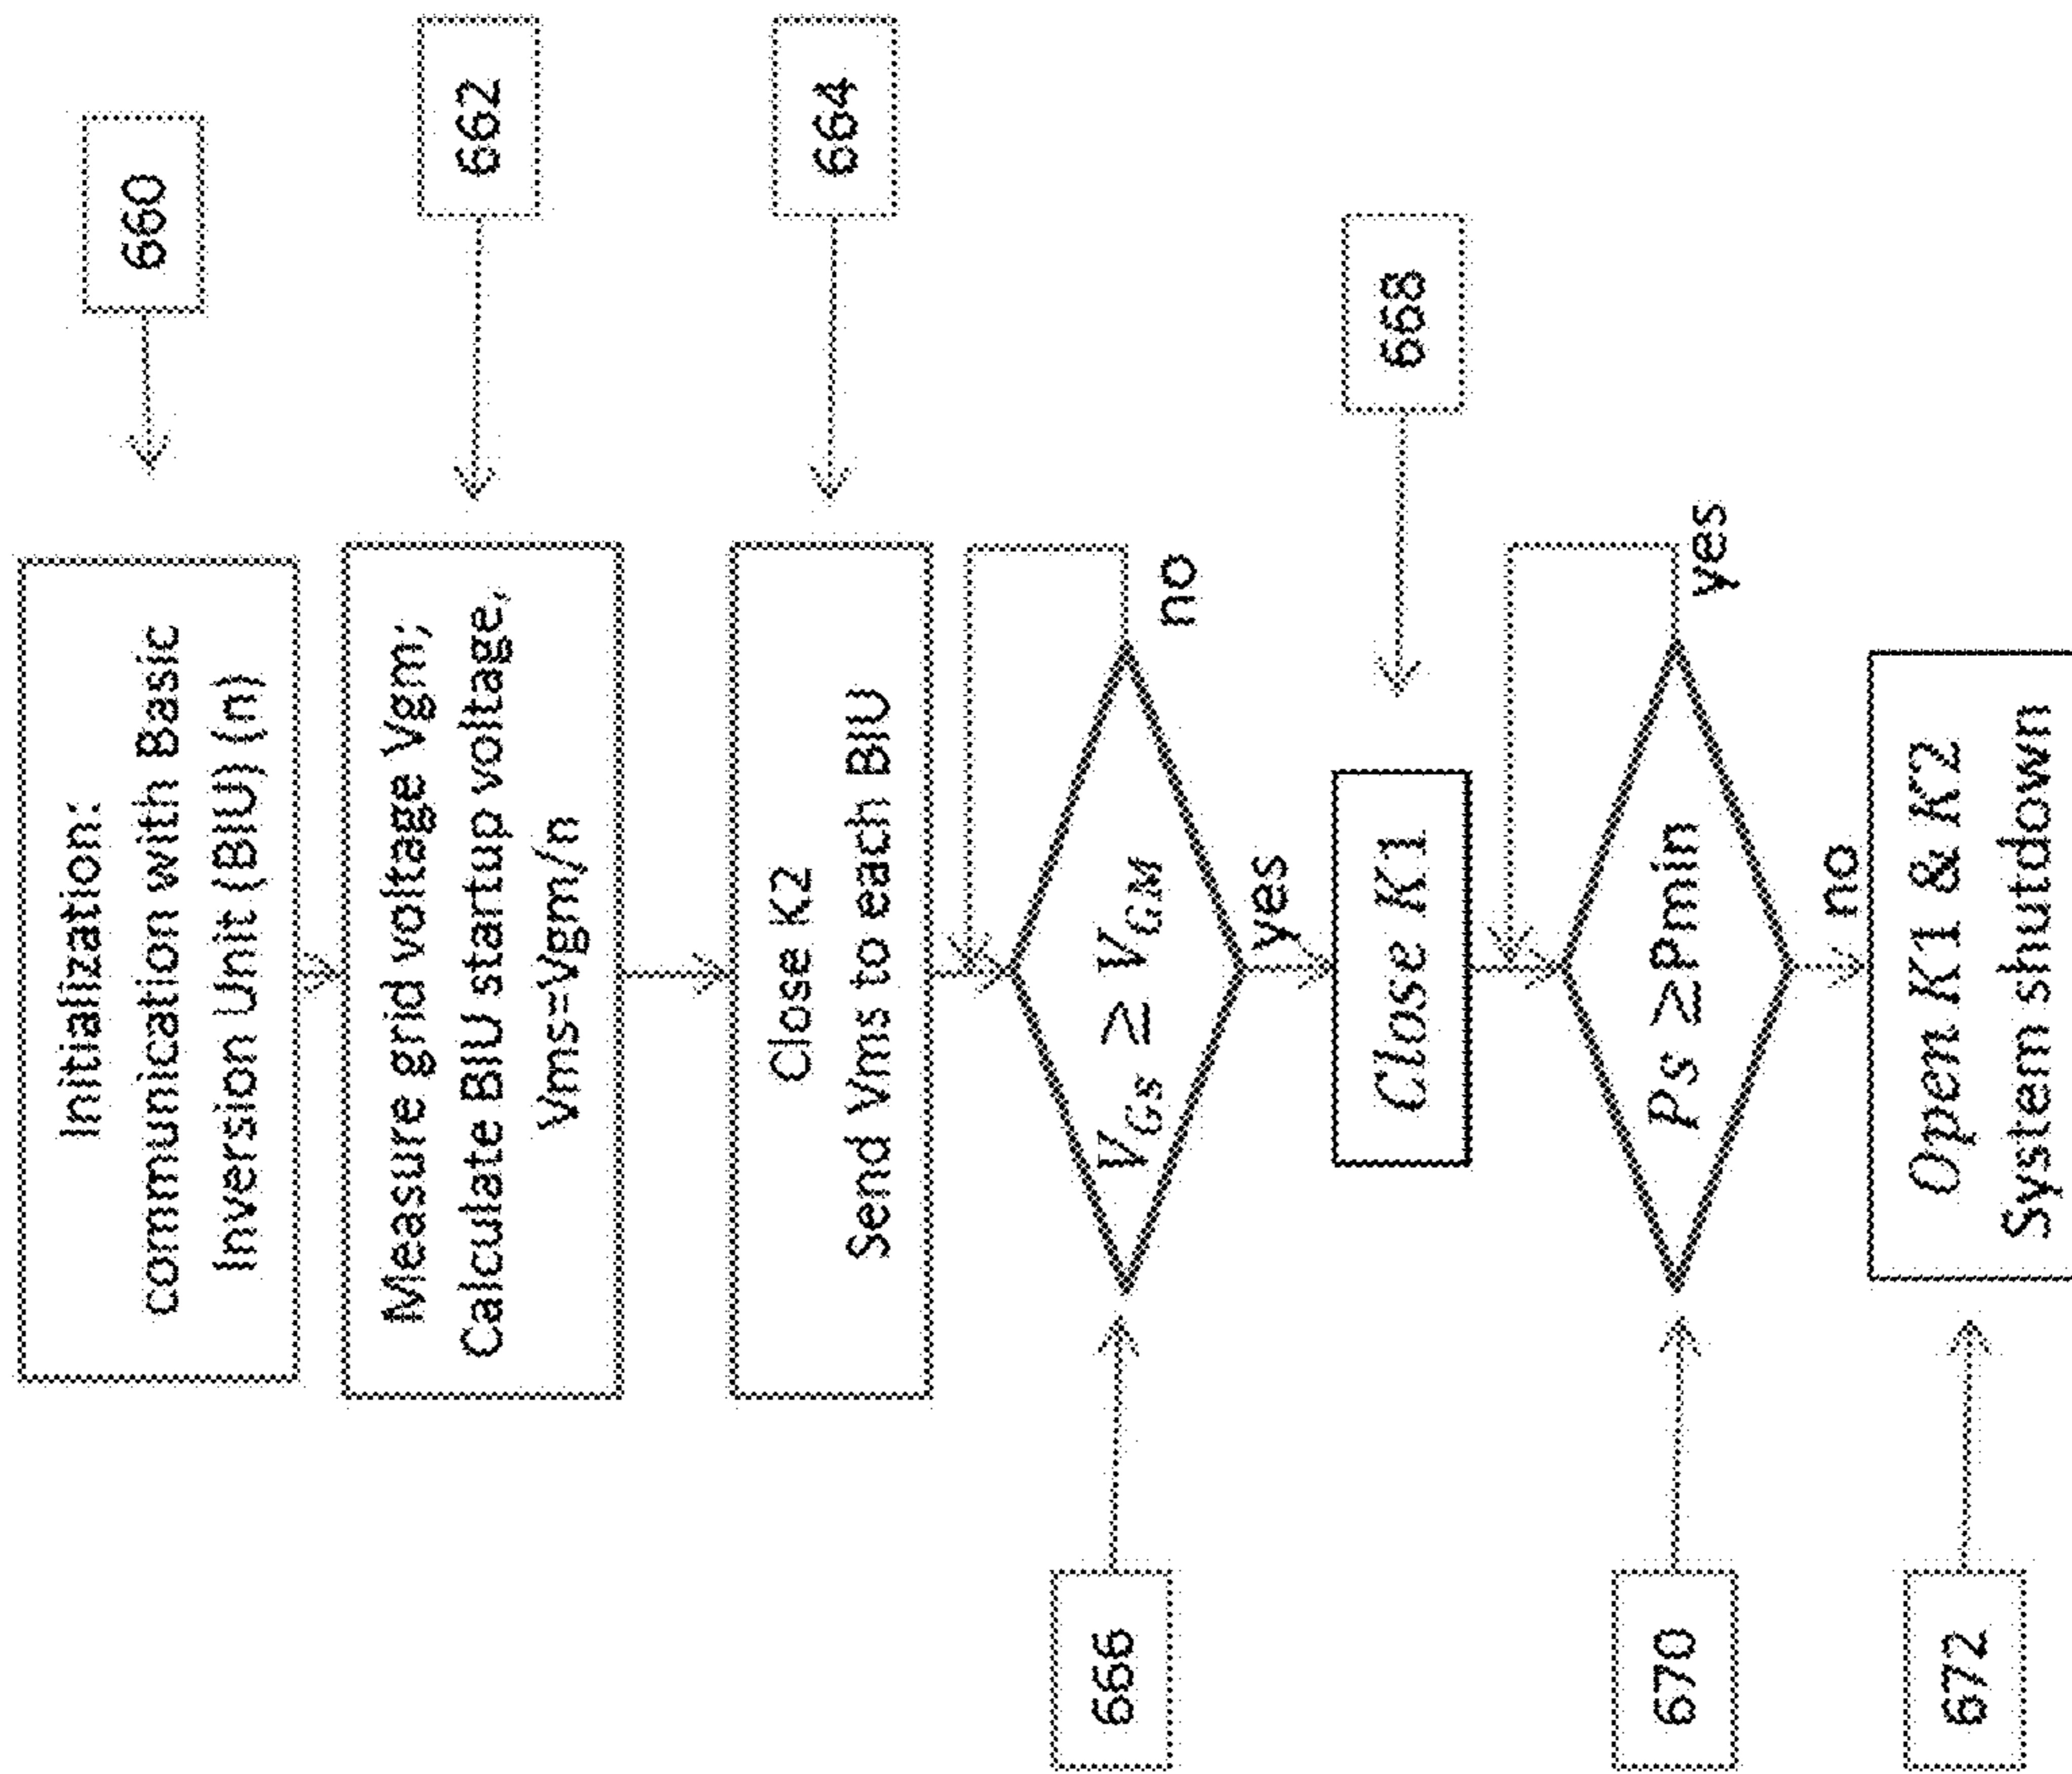 Initialization:
communication with Basic
Inversion Unit (BIU) (n)
660
Measure grid voltage Vgm;
Calculate BIU startup voltage,
Vms=Vgm/n
662
Close K2
Send Vms to each BIU
664
666
V_GS ≥ V_GM
no
yes
Close K1
668
670
Ps ≥Pmin
yes
no
672
Open K1 & K2
System shutdown